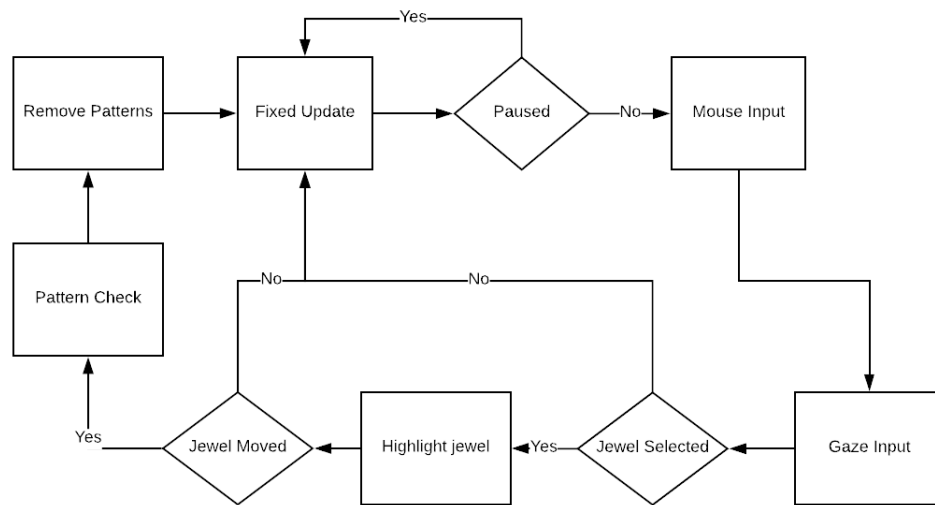 Yes
Remove Patterns
Fixed Update
Paused
No
Mouse Input
No
No
Pattern Check
Yes
Jewel Moved
Highlight jewel
Yes
Jewel Selected
Gaze Input